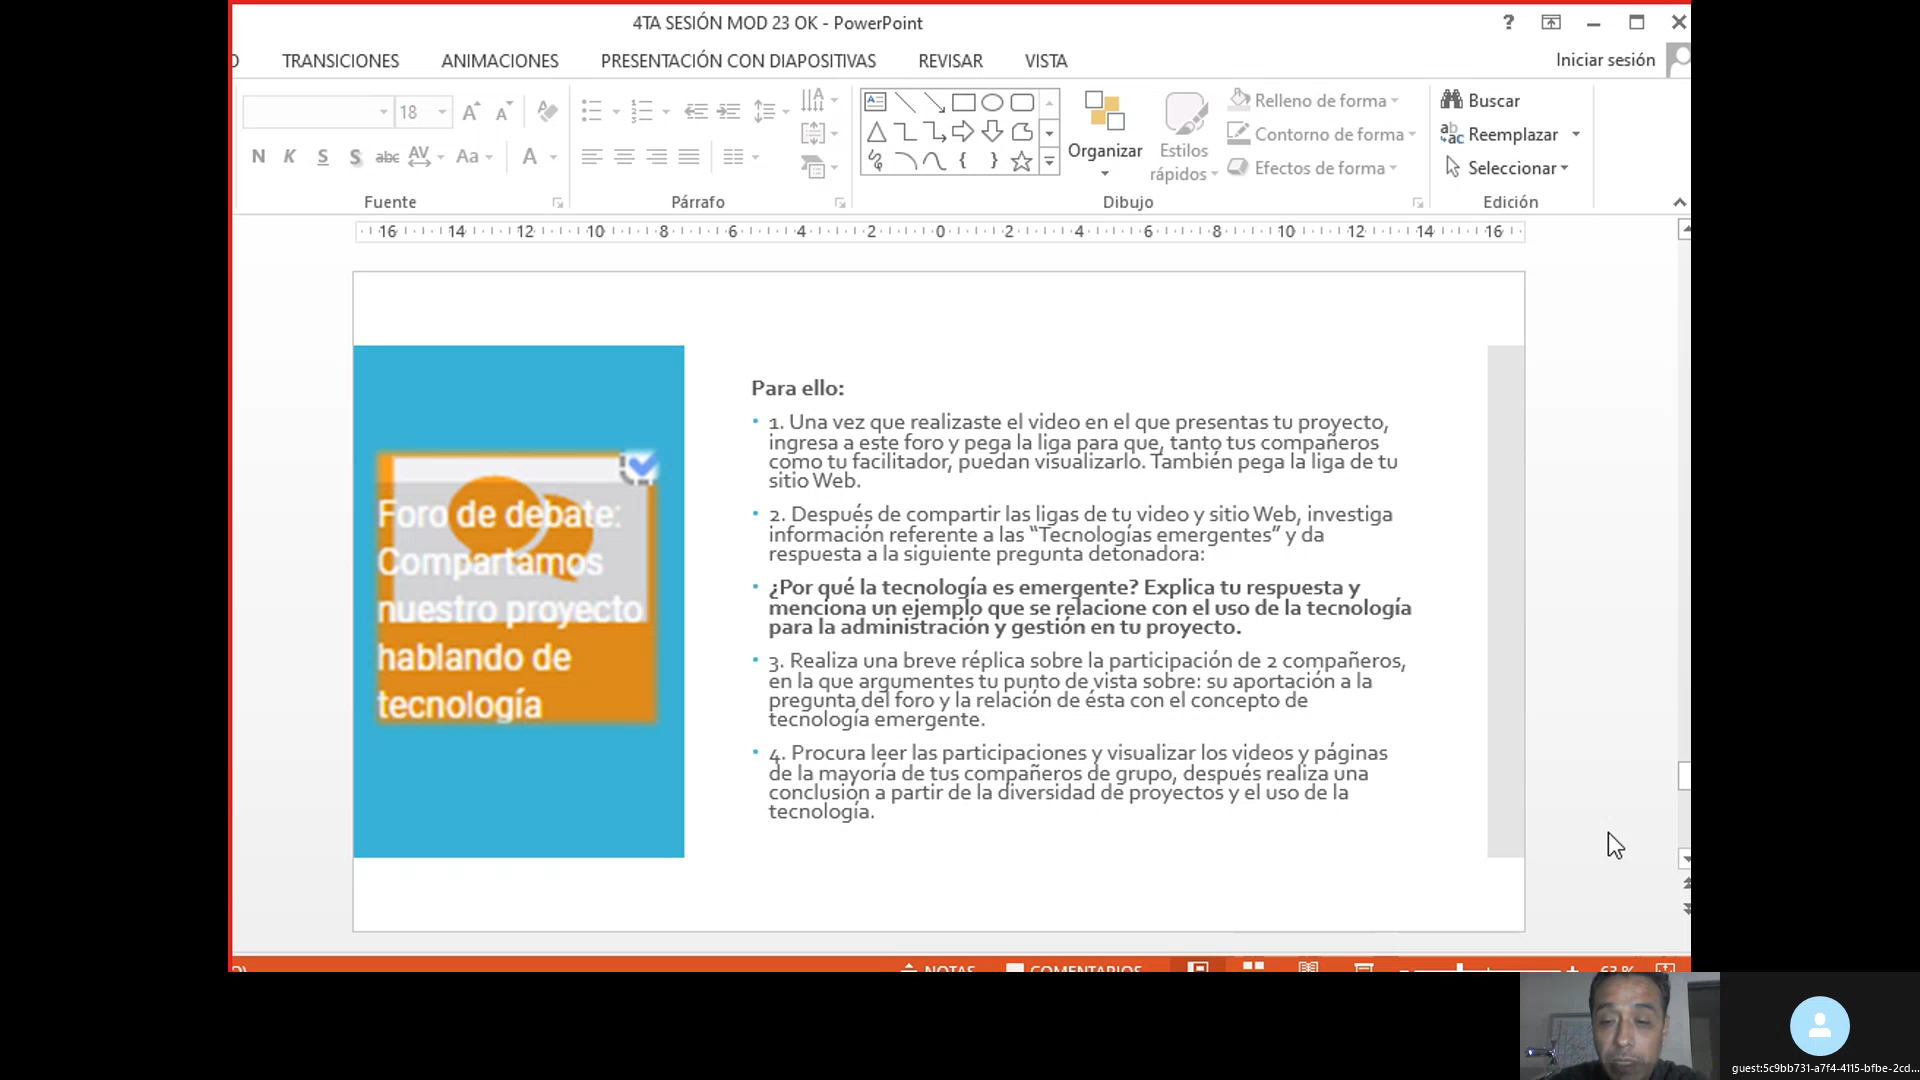 4TA SESIÓN MOD 23 OK - PowerPoint
TRANSICIONES ANIMACIONES PRESENTACIÓN CON DIAPOSITIVAS REVISAR VISTA Iniciar sesión
18
Relleno de forma
Buscar
N K S S abc AV Aa A
Contorno de forma
Reemplazar
Organizar
Estilos rápidos
Efectos de forma
Seleccionar
Fuente Párrafo Dibujo Edición
16 14 12 10 8 6 4 2 0 2 4 6 8 10 12 14 16
Foro de debate:
Compartamos
nuestro proyecto
hablando de
tecnología
Para ello:
• 1. Una vez que realizaste el video en el que presentas tu proyecto,
ingresa a este foro y pega la liga para que, tanto tus compañeros
como tu facilitador, puedan visualizarlo. También pega la liga de tu
sitio Web.
• 2. Después de compartir las ligas de tu video y sitio Web, investiga
información referente a las “Tecnologías emergentes” y da
respuesta a la siguiente pregunta detonadora:
• ¿Por qué la tecnología es emergente? Explica tu respuesta y
menciona un ejemplo que se relacione con el uso de la tecnología
para la administración y gestión en tu proyecto.
• 3. Realiza una breve réplica sobre la participación de 2 compañeros,
en la que argumentes tu punto de vista sobre: su aportación a la
pregunta del foro y la relación de ésta con el concepto de
tecnología emergente.
• 4. Procura leer las participaciones y visualizar los videos y páginas
de la mayoría de tus compañeros de grupo, después realiza una
conclusión a partir de la diversidad de proyectos y el uso de la
tecnología.
NOTAS COMENTARIOS 63 %
guest:5c9bb731-a7f4-4115-bfbe-2cd...